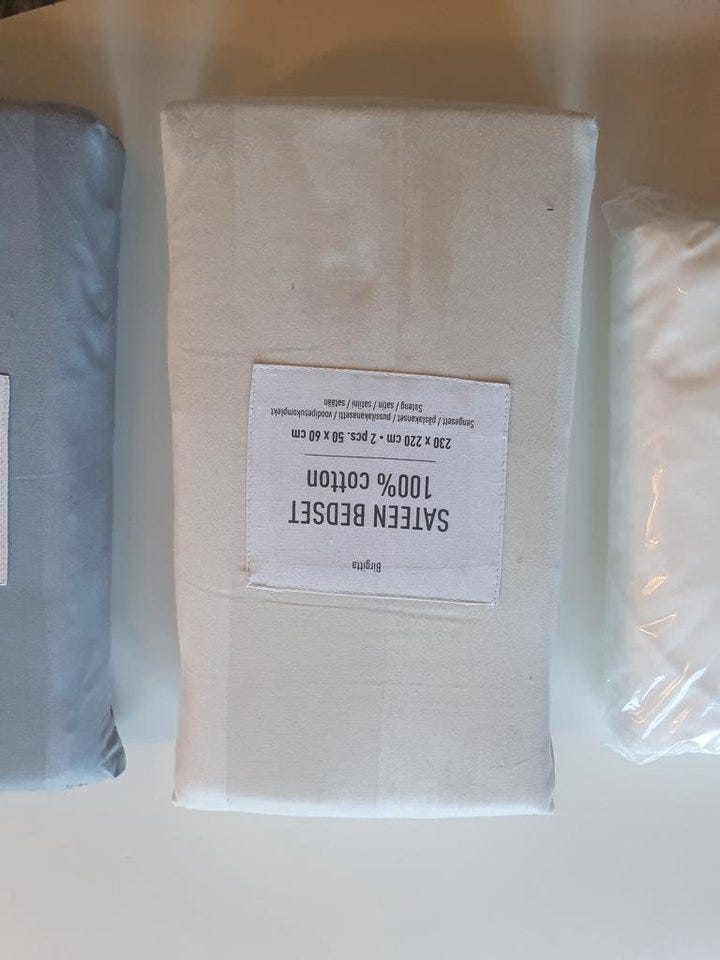 Birgitta
SATEEN BEDSET
100% cotton
230 x 220 cm • 2 pcs. 50 x 60 cm
Sengesett / påslakanset / pussilakanasetti / voodipesukomplekt
Sateng / satin / satiini / satään